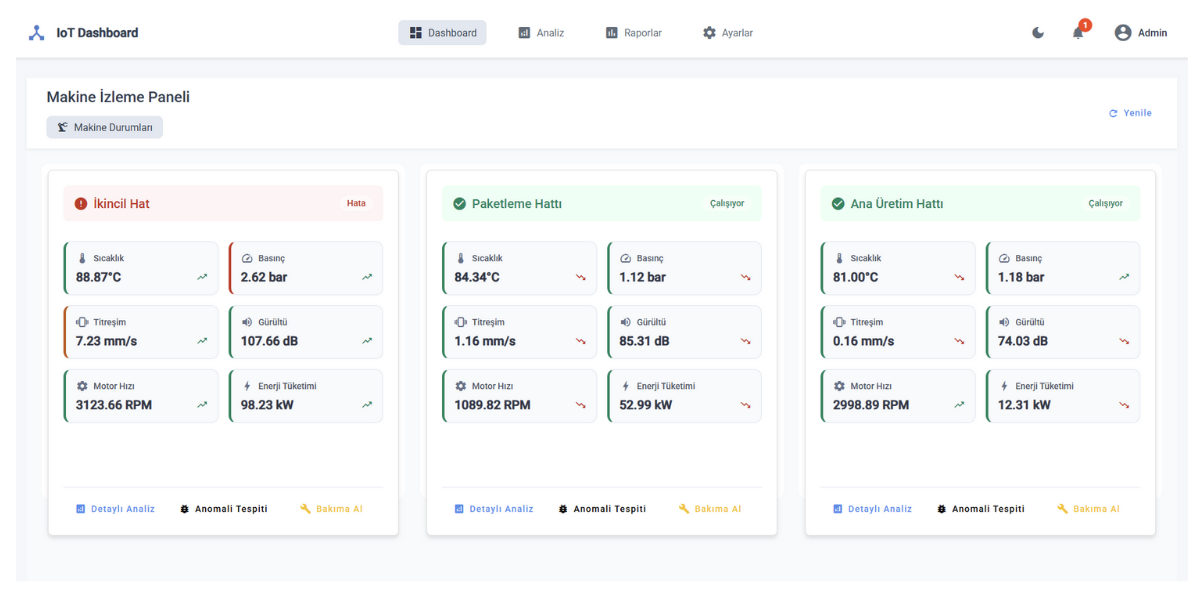 IoT Dashboard
Dashboard
Analiz
Raporlar
Ayarlar
1
Admin
Makine İzleme Paneli
Makine Durumları
Yenile
İkincil Hat
Hata
Sıcaklık
88.87°C
Basınç
2.62 bar
Titreşim
7.23 mm/s
Gürültü
107.66 dB
Motor Hızı
3123.66 RPM
Enerji Tüketimi
98.23 kW
Detaylı Analiz
Anomali Tespiti
Bakıma Al
Paketleme Hattı
Çalışıyor
Sıcaklık
84.34°C
Basınç
1.12 bar
Titreşim
1.16 mm/s
Gürültü
85.31 dB
Motor Hızı
1089.82 RPM
Enerji Tüketimi
52.99 kW
Detaylı Analiz
Anomali Tespiti
Bakıma Al
Ana Üretim Hattı
Çalışıyor
Sıcaklık
81.00°C
Basınç
1.18 bar
Titreşim
0.16 mm/s
Gürültü
74.03 dB
Motor Hızı
2998.89 RPM
Enerji Tüketimi
12.31 kW
Detaylı Analiz
Anomali Tespiti
Bakıma Al